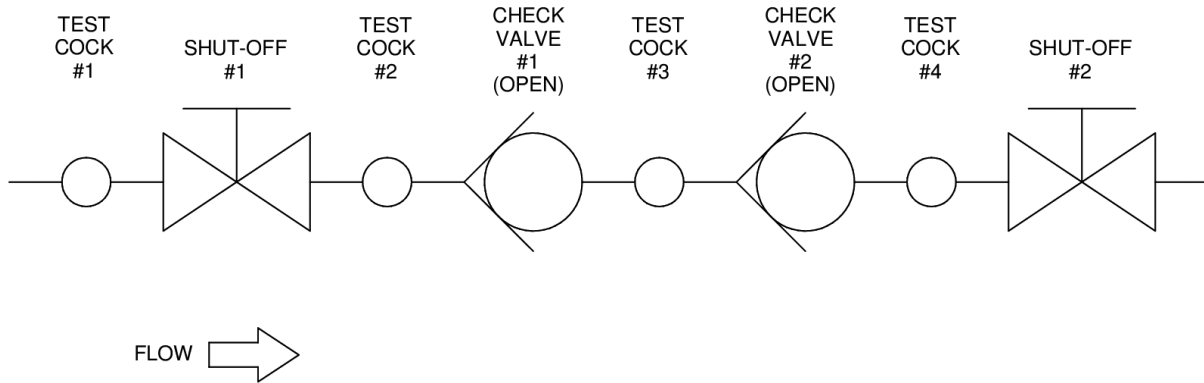 TEST
COCK
#1
SHUT-OFF
#1
TEST
COCK
#2
CHECK
VALVE
#1
(OPEN)
TEST
COCK
#3
CHECK
VALVE
#2
(OPEN)
TEST
COCK
#4
SHUT-OFF
#2
FLOW